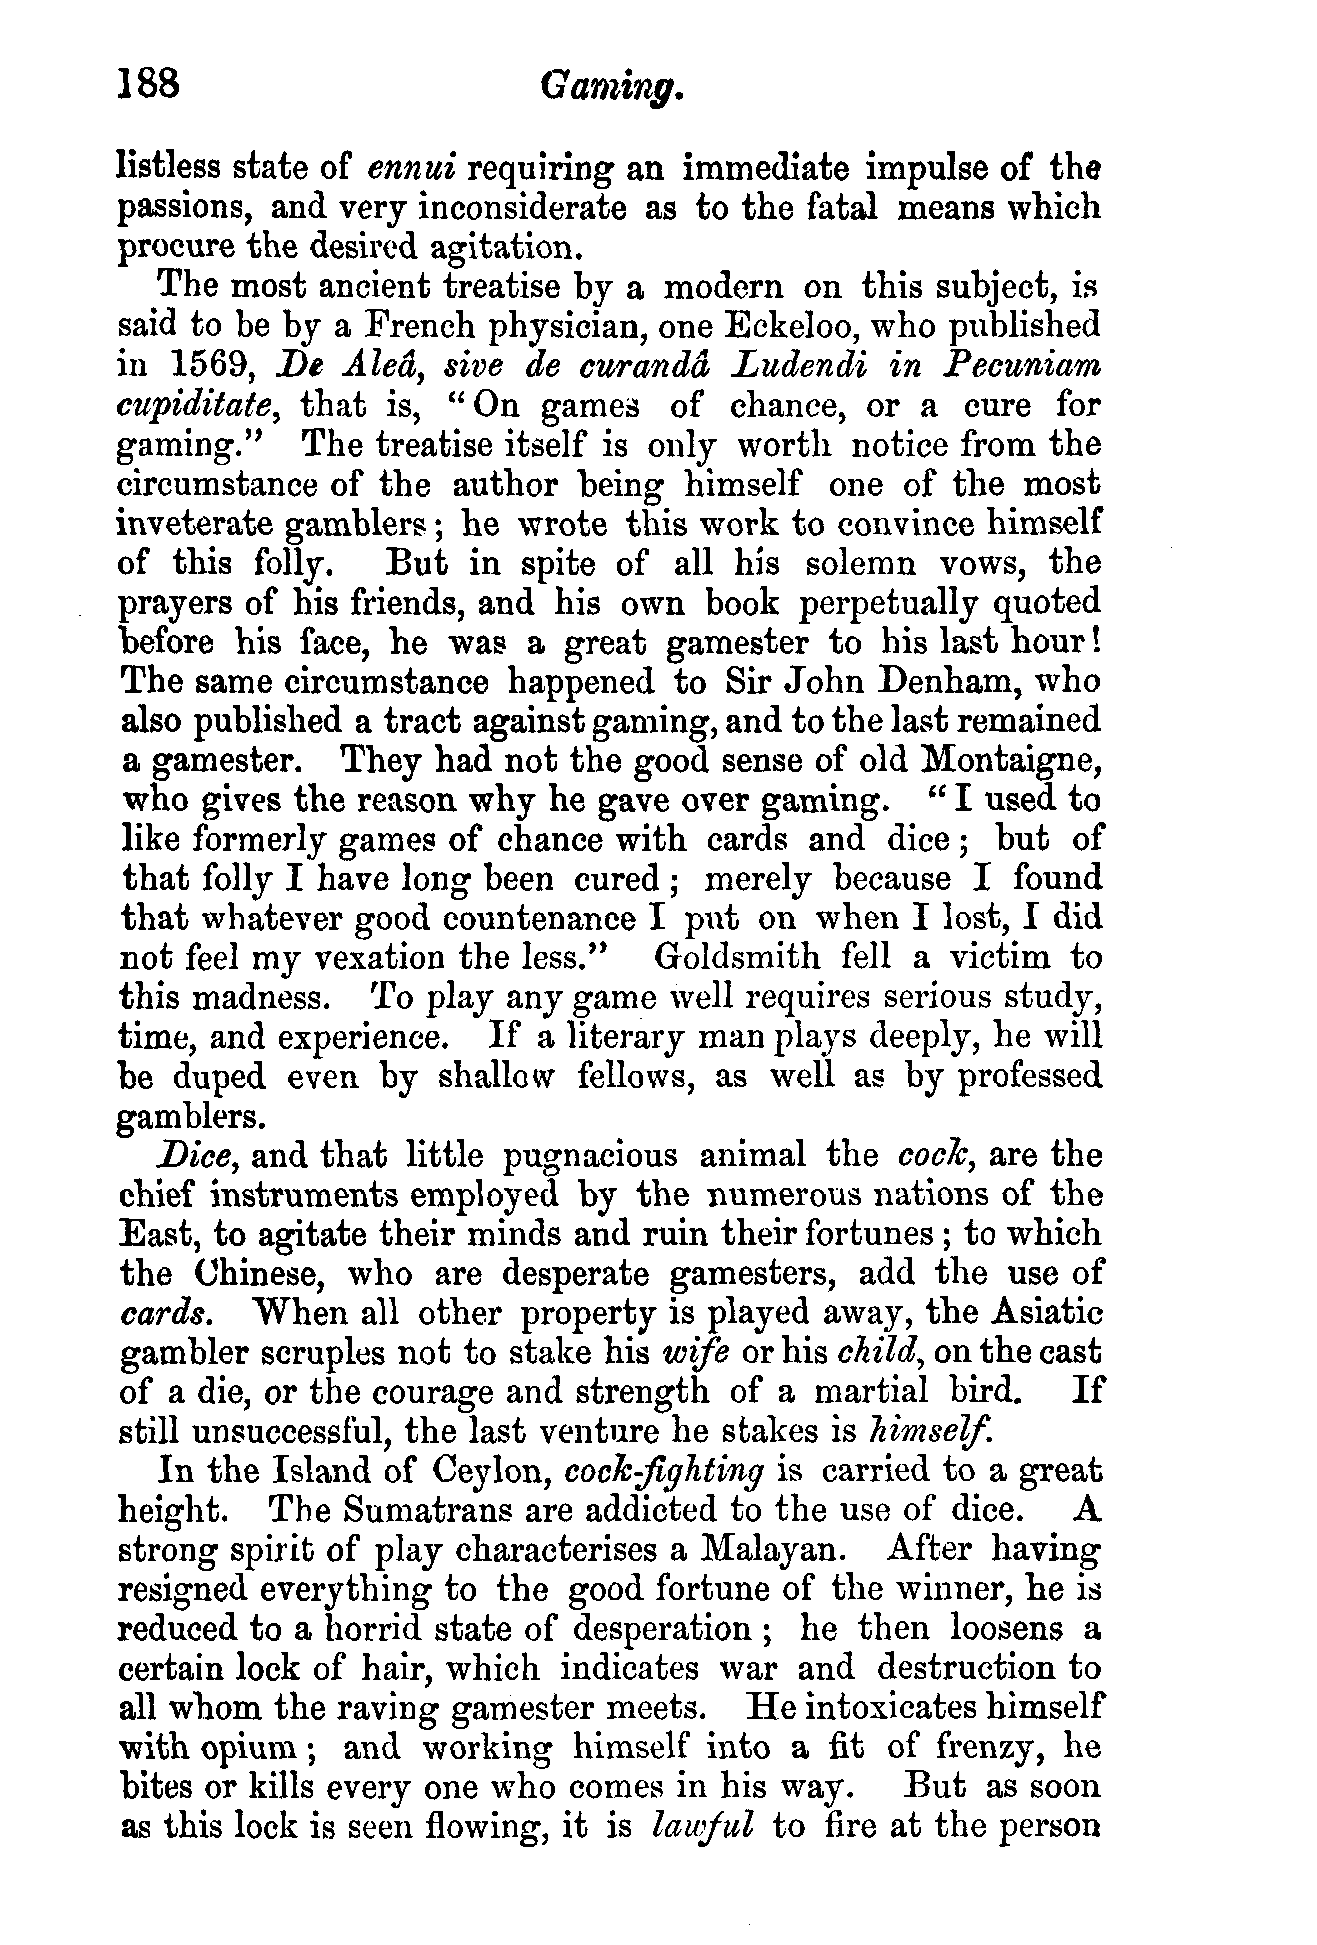 188 Gaming.
listless state of ennui requiring an immediate impulse of the
passions, and very inconsiderate as to the fatal means which
procure the desired agitation.
The most ancient treatise by a modern on this subject, is
said to be by a French physician, one Eckeloo, who published
in 1569, De Aleâ, sive de curandâ Ludendi in Pecuniam
cupiditate, that is, “On games of chance, or a cure for
gaming.” The treatise itself is only worth notice from the
circumstance of the author being himself one of the most
inveterate gamblers; he wrote this work to convince himself
of this folly. But in spite of all his solemn vows, the
prayers of his friends, and his own book perpetually quoted
before his face, he was a great gamester to his last hour!
The same circumstance happened to Sir John Denham, who
also published a tract against gaming, and to the last remained
a gamester. They had not the good sense of old Montaigne,
who gives the reason why he gave over gaming. “I used to
like formerly games of chance with cards and dice; but of
that folly I have long been cured; merely because I found
that whatever good countenance I put on when I lost, I did
not feel my vexation the less.” Goldsmith fell a victim to
this madness. To play any game well requires serious study,
time, and experience. If a literary man plays deeply, he will
be duped even by shallow fellows, as well as by professed
gamblers.
Dice, and that little pugnacious animal the cock, are the
chief instruments employed by the numerous nations of the
East, to agitate their minds and ruin their fortunes; to which
the Chinese, who are desperate gamesters, add the use of
cards. When all other property is played away, the Asiatic
gambler scruples not to stake his wife or his child, on the cast
of a die, or the courage and strength of a martial bird. If
still unsuccessful, the last venture he stakes is himself.
In the Island of Ceylon, cock-fighting is carried to a great
height. The Sumatrans are addicted to the use of dice. A
strong spirit of play characterises a Malayan. After having
resigned everything to the good fortune of the winner, he is
reduced to a horrid state of desperation; he then loosens a
certain lock of hair, which indicates war and destruction to
all whom the raving gamester meets. He intoxicates himself
with opium; and working himself into a fit of frenzy, he
bites or kills every one who comes in his way. But as soon
as this lock is seen flowing, it is lawful to fire at the person